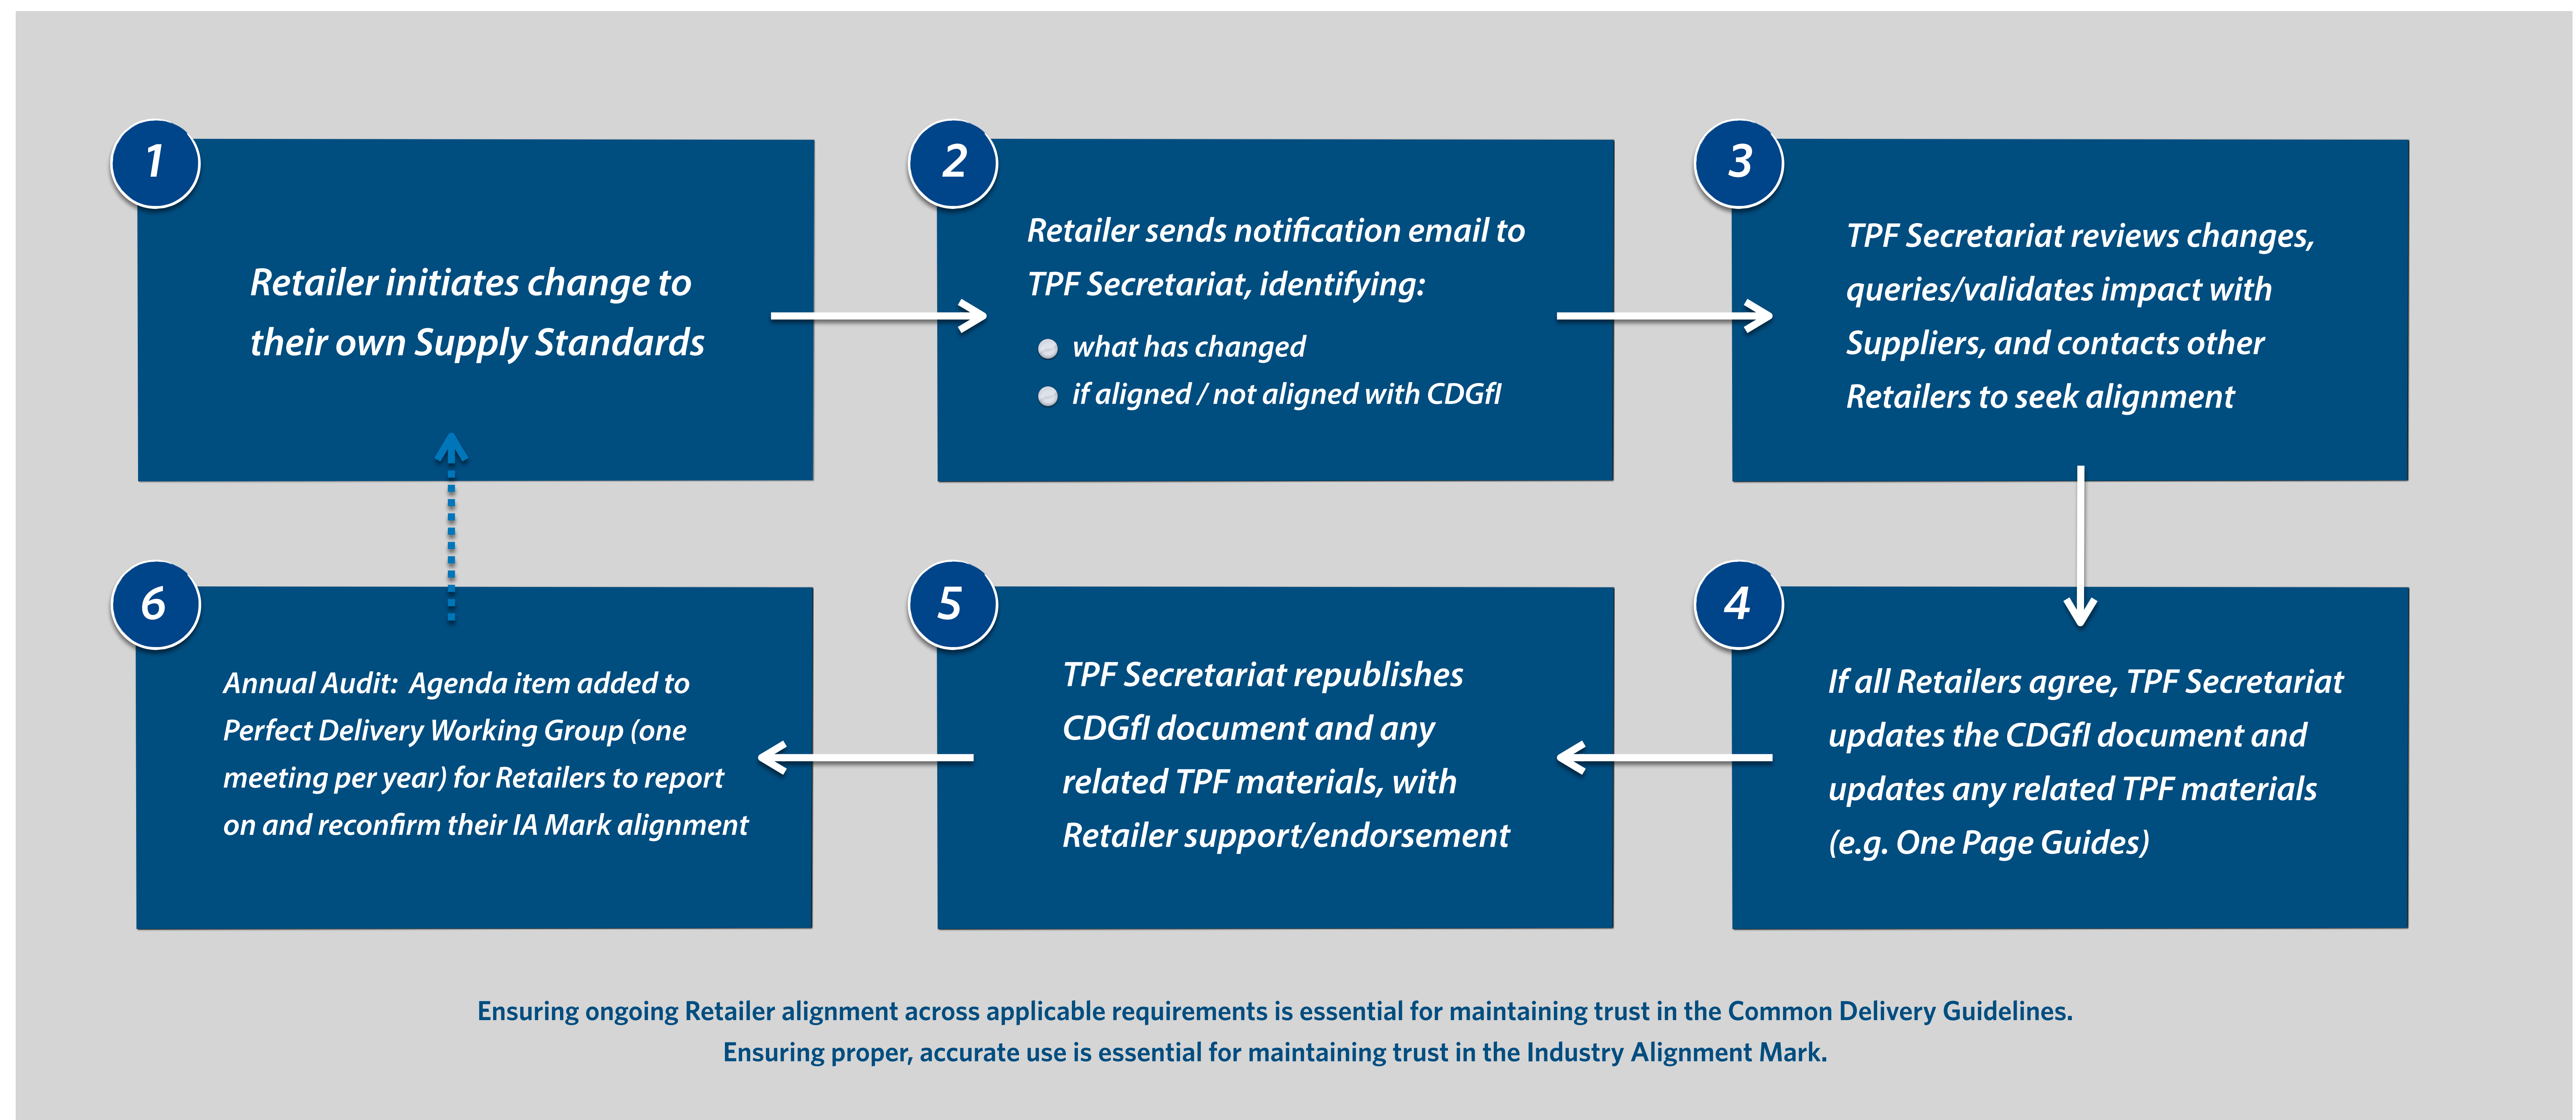 1
Retailer initiates change to
their own Supply Standards
2
Retailer sends notification email to
TPF Secretariat, identifying:
what has changed
if aligned / not aligned with CDGfI
3
TPF Secretariat reviews changes,
queries/validates impact with
Suppliers, and contacts other
Retailers to seek alignment
4
If all Retailers agree, TPF Secretariat
updates the CDGfI document and
updates any related TPF materials
(e.g. One Page Guides)
5
TPF Secretariat republishes
CDGfI document and any
related TPF materials, with
Retailer support/endorsement
6
Annual Audit:  Agenda item added to
Perfect Delivery Working Group (one
meeting per year) for Retailers to report
on and reconfirm their IA Mark alignment
Ensuring ongoing Retailer alignment across applicable requirements is essential for maintaining trust in the Common Delivery Guidelines.
Ensuring proper, accurate use is essential for maintaining trust in the Industry Alignment Mark.